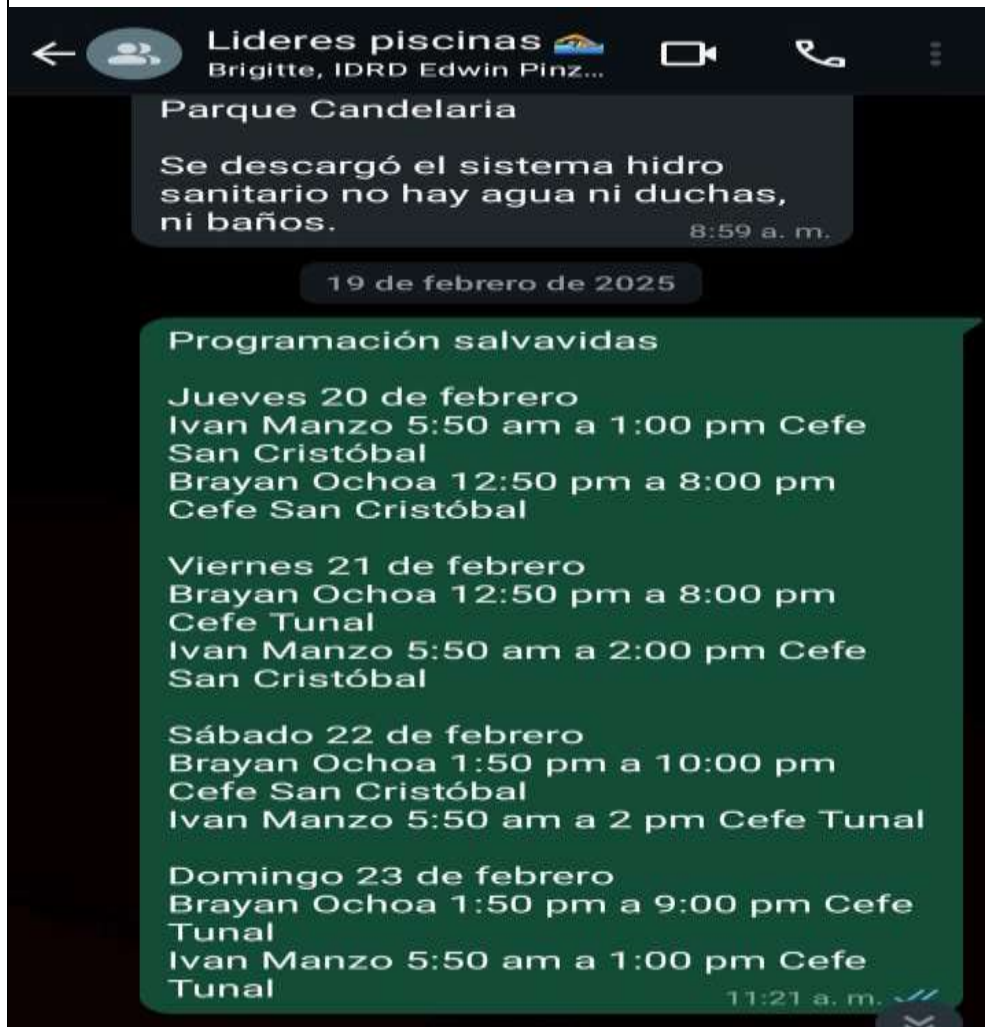 Lideres piscinas 🏊
Brigitte, IDRD Edwin Pinz...
Parque Candelaria
Se descargó el sistema hidro
sanitario no hay agua ni duchas,
ni baños.
8:59 a. m.
19 de febrero de 2025
Programación salvavidas
Jueves 20 de febrero
Ivan Manzo 5:50 am a 1:00 pm Cefe
San Cristóbal
Brayan Ochoa 12:50 pm a 8:00 pm
Cefe San Cristóbal
Viernes 21 de febrero
Brayan Ochoa 12:50 pm a 8:00 pm
Cefe Tunal
Ivan Manzo 5:50 am a 2:00 pm Cefe
San Cristóbal
Sábado 22 de febrero
Brayan Ochoa 1:50 pm a 10:00 pm
Cefe San Cristóbal
Ivan Manzo 5:50 am a 2 pm Cefe Tunal
Domingo 23 de febrero
Brayan Ochoa 1:50 pm a 9:00 pm Cefe
Tunal
Ivan Manzo 5:50 am a 1:00 pm Cefe
Tunal
11:21 a. m.